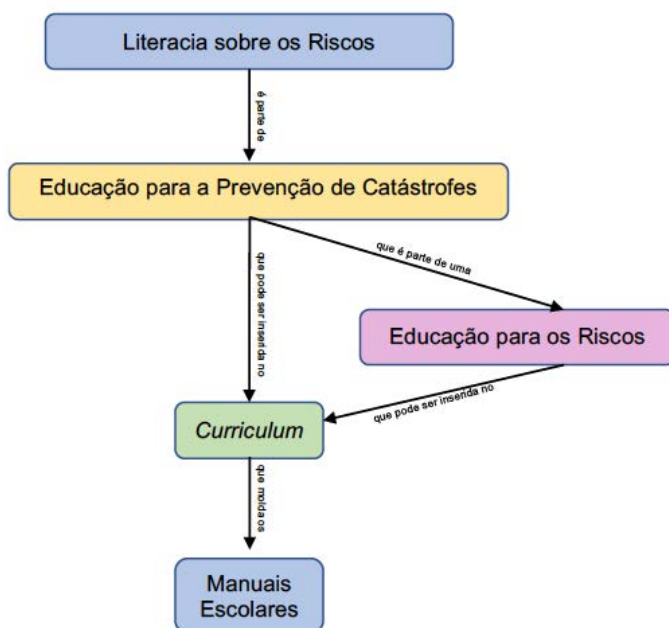 Literacia sobre os Riscos
é parte de
Educação para a Prevenção de Catástrofes
que é parte de uma
que pode ser inserida no
Educação para os Riscos
que pode ser inserida no
Curriculum
que molda os
Manuais
Escolares